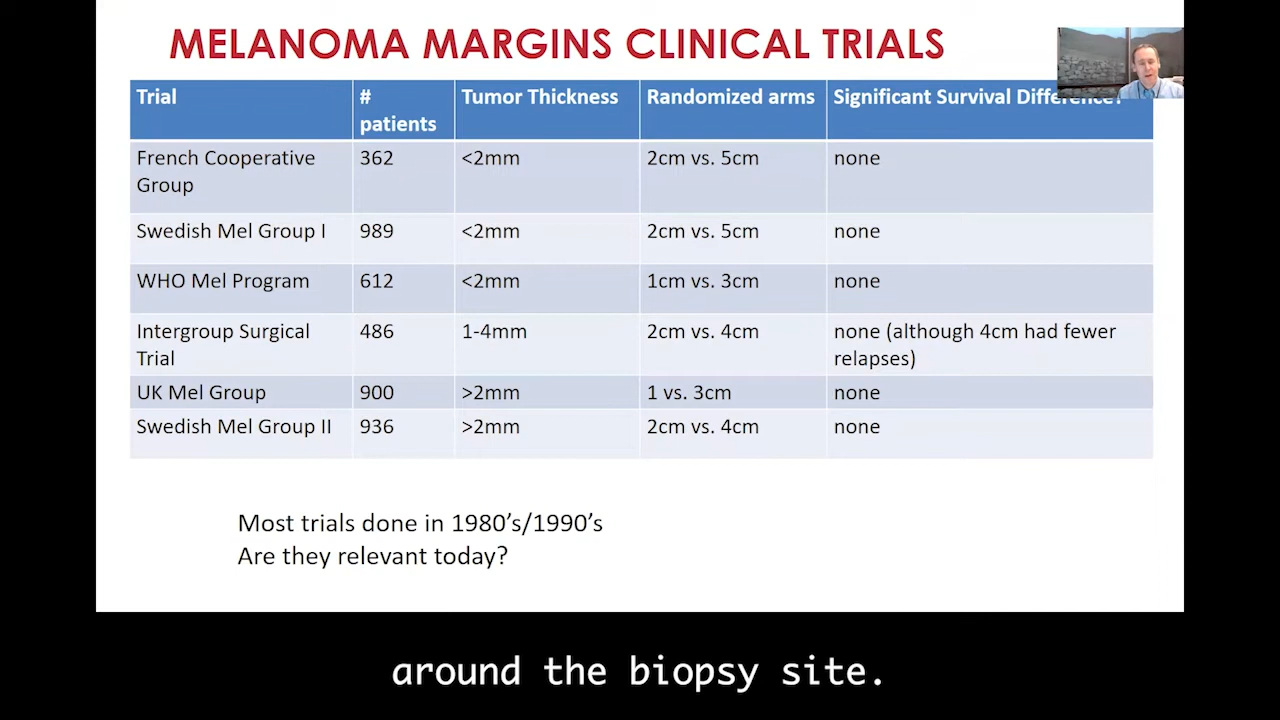 MELANOMA MARGINS CLINICAL TRIALS
Trial # Tumor Thickness Randomized arms Significant Survival Difference?
patients
French Cooperative 362 <2mm 2cm vs. 5cm none
Group
Swedish Mel Group I 989 <2mm 2cm vs. 5cm none
WHO Mel Program 612 <2mm 1cm vs. 3cm none
Intergroup Surgical 486 1-4mm 2cm vs. 4cm none (although 4cm had fewer
Trial relapses)
UK Mel Group 900 >2mm 1 vs. 3cm none
Swedish Mel Group II 936 >2mm 2cm vs. 4cm none
Most trials done in 1980’s/1990’s
Are they relevant today?
around the biopsy site.